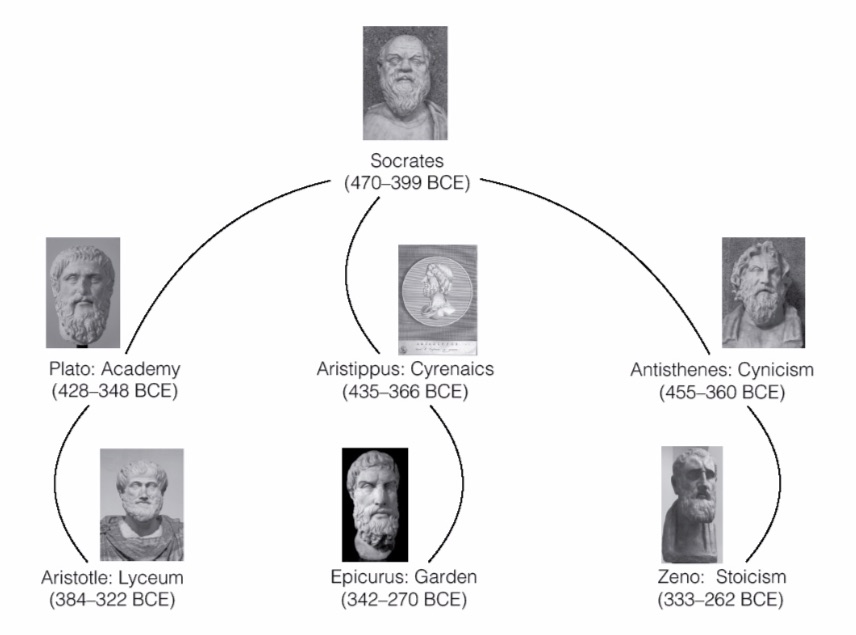 Socrates
(470–399 BCE)
Plato: Academy
(428–348 BCE)
Aristippus: Cyrenaics
(435–366 BCE)
Antisthenes: Cynicism
(455–360 BCE)
Aristotle: Lyceum
(384–322 BCE)
Epicurus: Garden
(342–270 BCE)
Zeno: Stoicism
(333–262 BCE)